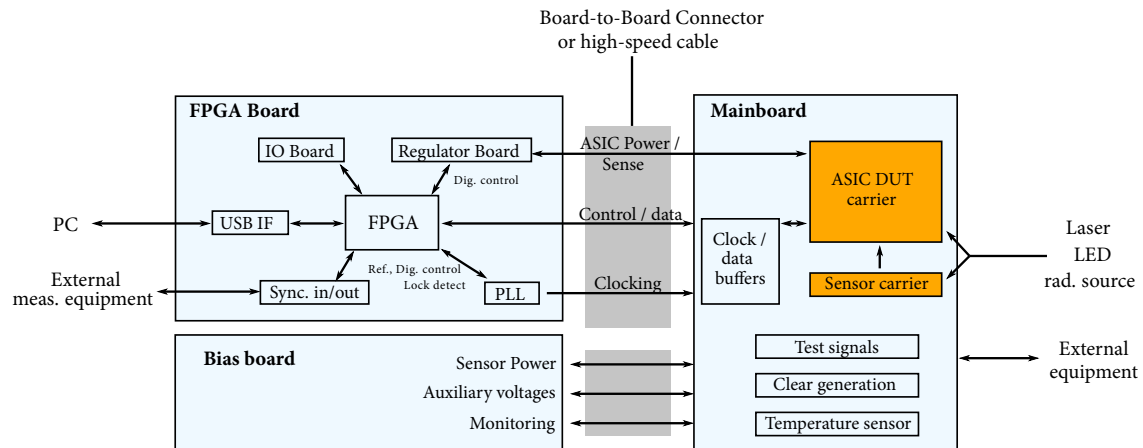 Board-to-Board Connector
or high-speed cable
FPGA Board
Mainboard
IO Board
Regulator Board
ASIC Power /
Sense
Dig. control
ASIC DUT
carrier
PC
USB IF
FPGA
Control / data
Clock /
data
buffers
Laser
LED
rad. source
External
meas. equipment
Ref., Dig. control
Lock detect
Sync. in/out
PLL
Clocking
Sensor carrier
Bias board
Sensor Power
Auxiliary voltages
Monitoring
Test signals
Clear generation
Temperature sensor
External
equipment